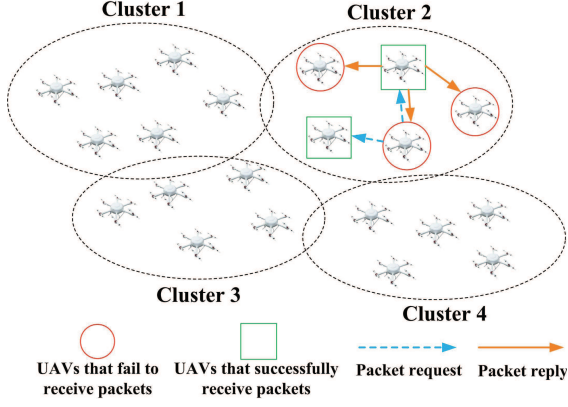 Cluster 1
Cluster 2
Cluster 3
Cluster 4
UAVs that fail to
receive packets
UAVs that successfully
receive packets
Packet request
Packet reply